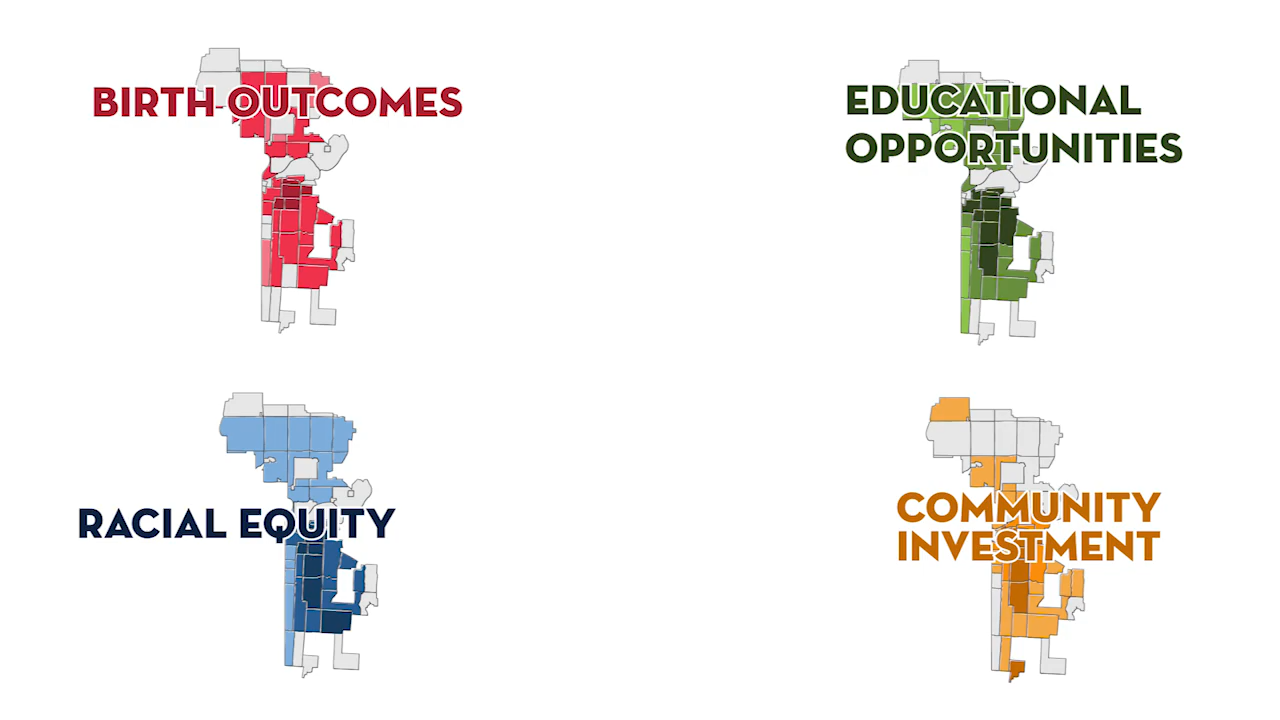 BIRTH OUTCOMES
EDUCATIONAL
OPPORTUNITIES
RACIAL EQUITY
COMMUNITY
INVESTMENT